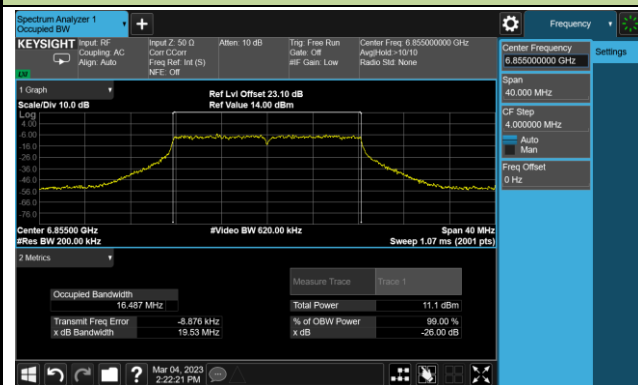 Spectrum Analyzer 1
Occupied BW
+
Frequency
KEYSIGHT
Input: RF
Coupling: AC
Align: Auto
Input Z: 50 Ω
Corr CCorr
Freq Ref: Int (S)
NFE: Off
Atten: 10 dB
Trig: Free Run
Gate: Off
#IF Gain: Low
Center Freq: 6.855000000 GHz
Avg|Hold:>10/10
Radio Std: None
Center Frequency
6.855000000 GHz
Settings
Span
40.000 MHz
CF Step
4.000000 MHz
Auto
Man
Freq Offset
0 Hz
1 Graph
Scale/Div 10.0 dB
Ref Lvl Offset 23.10 dB
Ref Value 14.00 dBm
Log
4.00
-6.00
-16.0
-26.0
-36.0
-46.0
-56.0
-66.0
-76.0
Center 6.85500 GHz
#Res BW 200.00 kHz
#Video BW 620.00 kHz
Span 40 MHz
Sweep 1.07 ms (2001 pts)
2 Metrics
Measure Trace
Trace 1
Occupied Bandwidth
16.487 MHz
Total Power
11.1 dBm
Transmit Freq Error
-8.876 kHz
% of OBW Power
99.00 %
x dB Bandwidth
19.53 MHz
x dB
-26.00 dB
?
Mar 04, 2023
2:22:21 PM